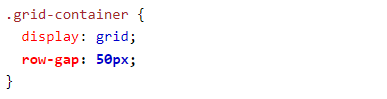 .grid-container {
  display: grid;
  row-gap: 50px;
}